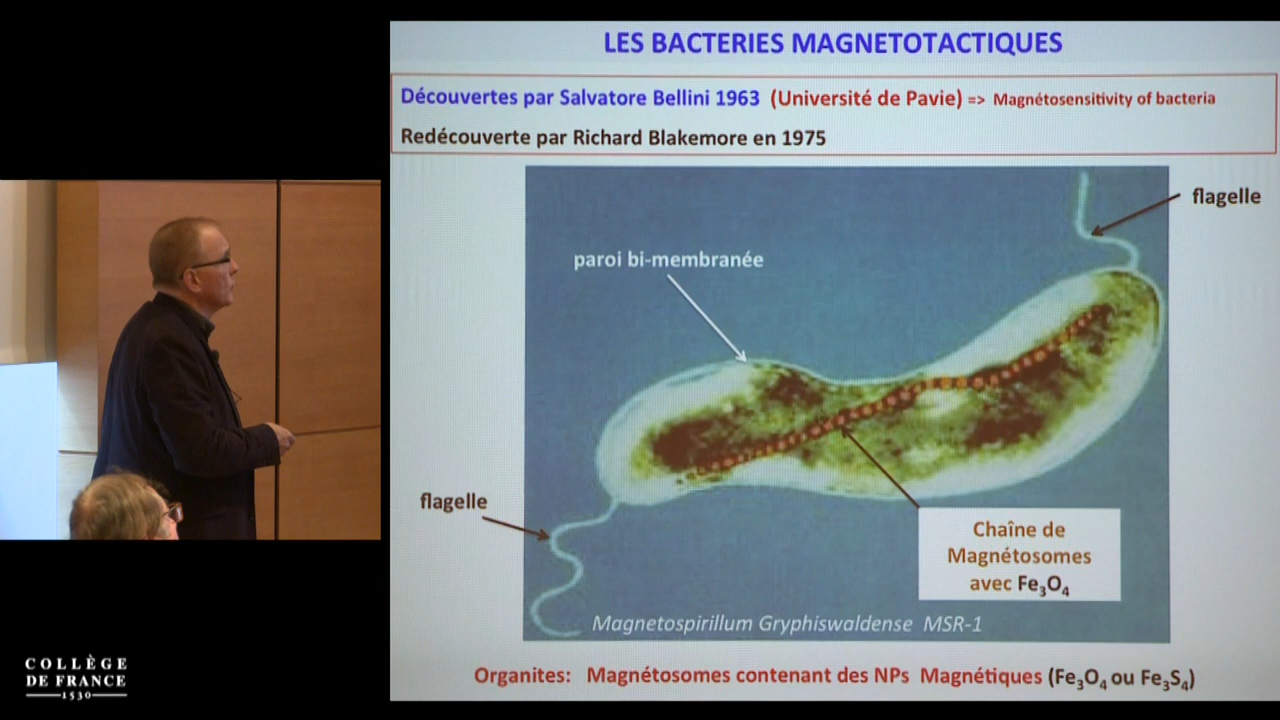 LES BACTERIES MAGNETOTACTIQUES
Découvertes par Salvatore Bellini 1963 (Université de Pavie) => Magnétosensitivity of bacteria
Redécouverte par Richard Blakemore en 1975
flagelle
paroi bi-membranée
flagelle
Chaîne de
Magnétosomes
avec Fe₃O₄
Magnetospirillum Gryphiswaldense MSR-1
Organites: Magnétosomes contenant des NPs Magnétiques (Fe₃O₄ ou Fe₃S₄)
COLLÈGE
DE FRANCE
1530